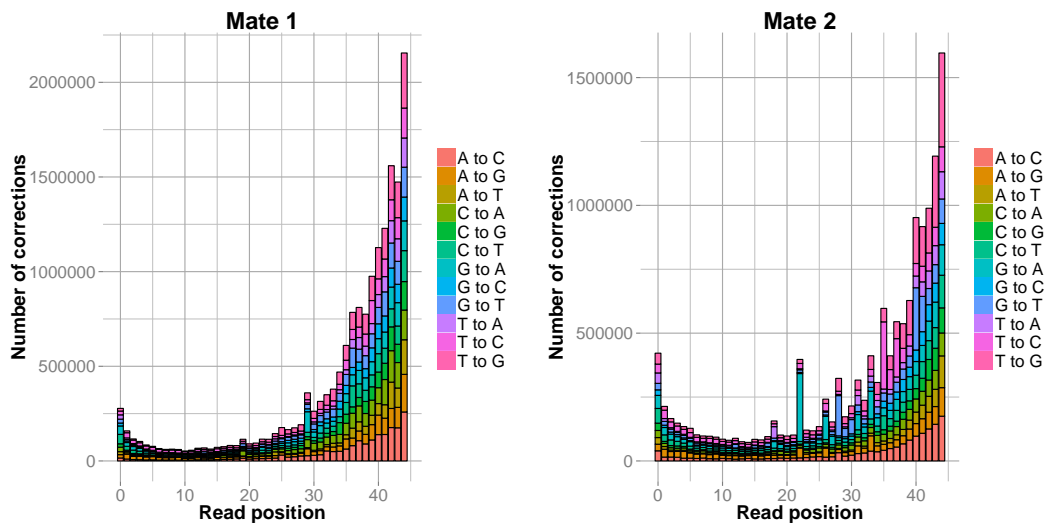 Mate 1
Number of corrections
2000000
1500000
1000000
500000
0
0 10 20 30 40
Read position
A to C
A to G
A to T
C to A
C to G
C to T
G to A
G to C
G to T
T to A
T to C
T to G
Mate 2
Number of corrections
1500000
1000000
500000
0
0 10 20 30 40
Read position
A to C
A to G
A to T
C to A
C to G
C to T
G to A
G to C
G to T
T to A
T to C
T to G